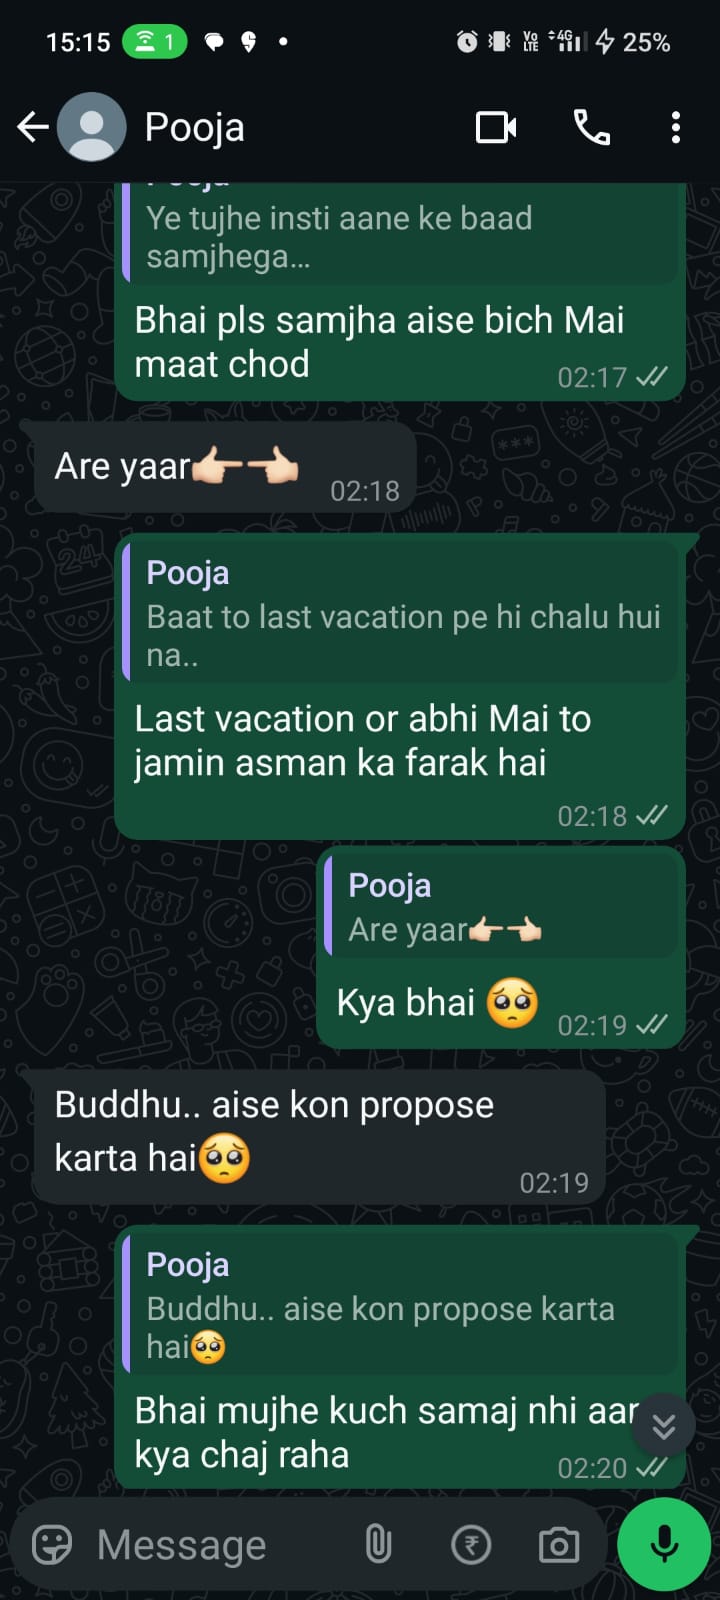 15:15 1 Vo LTE 4G 25%
Pooja
Pooja
Ye tujhe insti aane ke baad
samjhega...
Bhai pls samjha aise bich Mai
maat chod
02:17
Are yaar👉🏻👈🏻
02:18
Pooja
Baat to last vacation pe hi chalu hui
na..
Last vacation or abhi Mai to
jamin asman ka farak hai
02:18
Pooja
Are yaar👉🏻👈🏻
Kya bhai 🥺
02:19
Buddhu.. aise kon propose
karta hai🥺
02:19
Pooja
Buddhu.. aise kon propose karta
hai🥺
Bhai mujhe kuch samaj nhi aar
kya chaj raha
02:20
Message